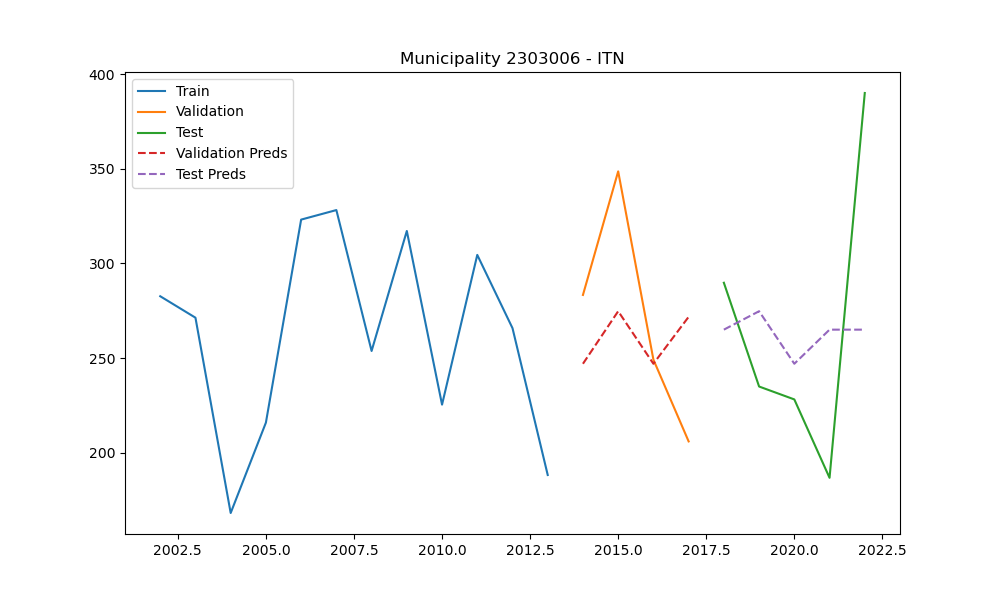 Municipality 2303006 - ITN
Train
Validation
Test
Validation Preds
Test Preds
400
350
300
250
200
2002.5 2005.0 2007.5 2010.0 2012.5 2015.0 2017.5 2020.0 2022.5